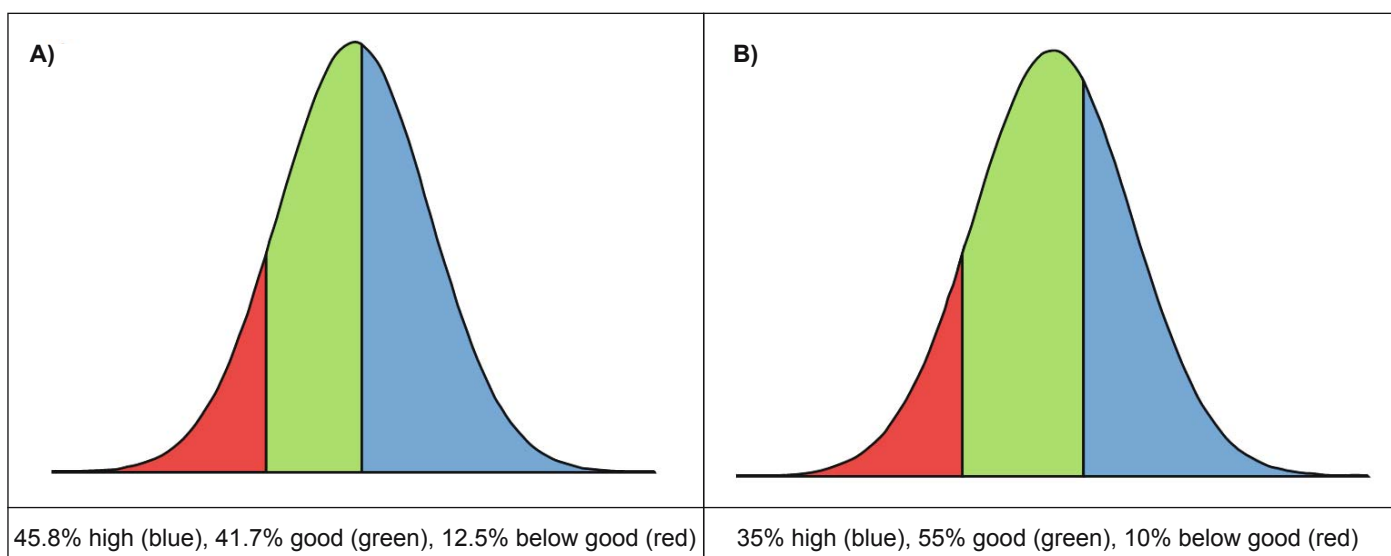 A)
B)
45.8% high (blue), 41.7% good (green), 12.5% below good (red)
35% high (blue), 55% good (green), 10% below good (red)